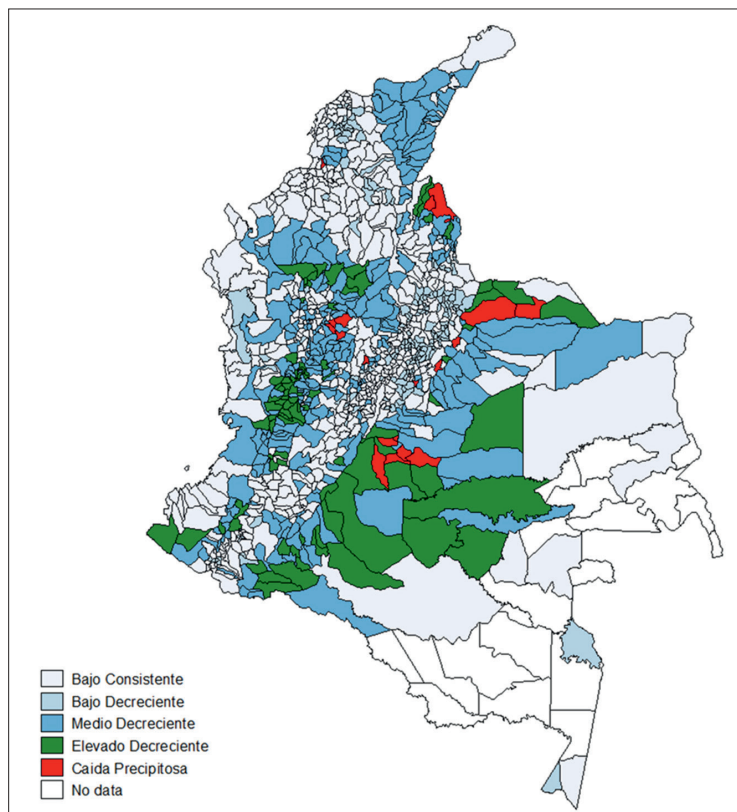 Bajo Consistente
Bajo Decreciente
Medio Decreciente
Elevado Decreciente
Caida Precipitosa
No data